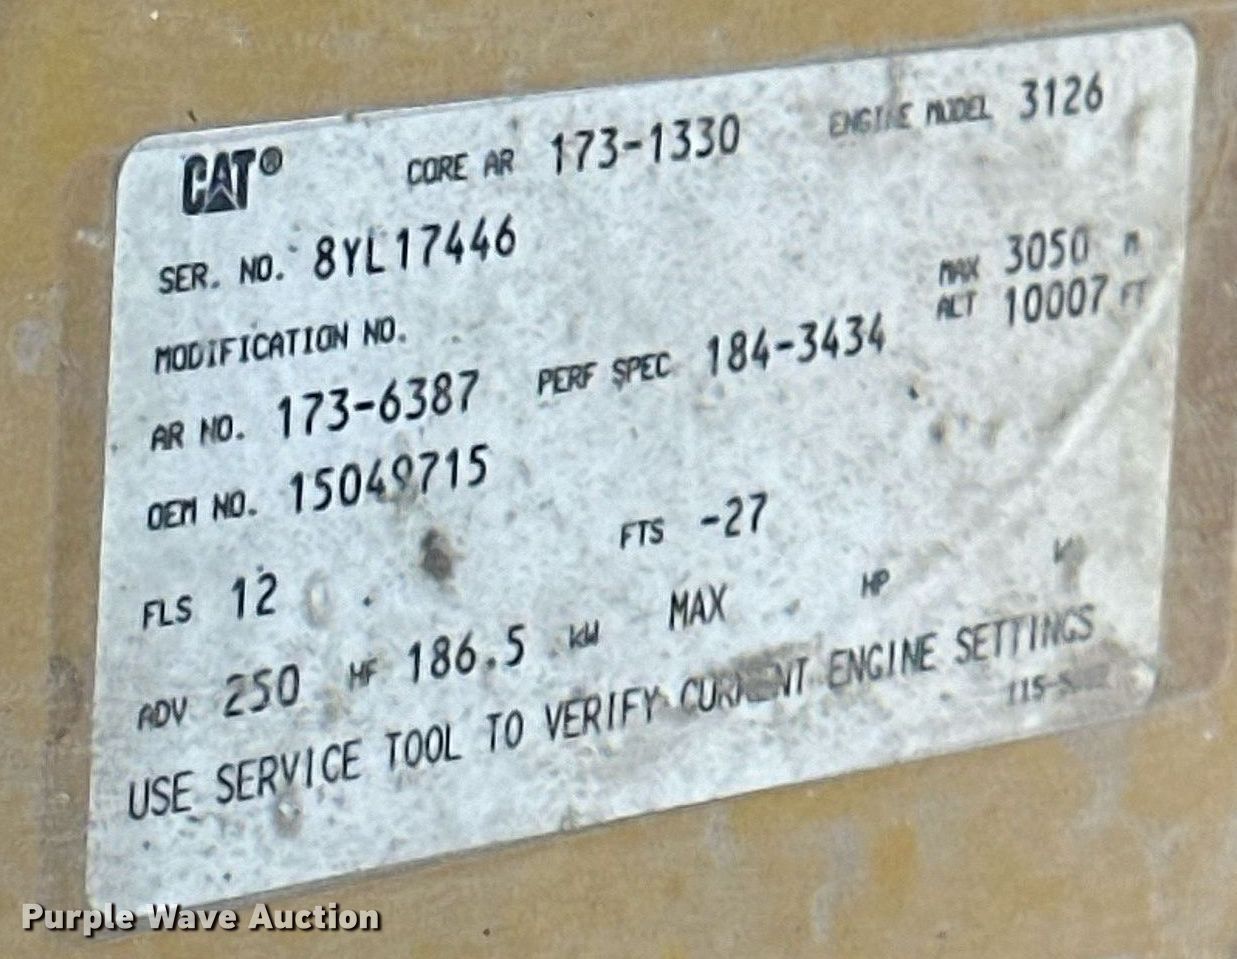 CAT® CORE AR 173-1330 ENGINE MODEL 3126
SER. NO. 8YL17446
MAX 3050 M
MODIFICATION NO.
ALT 10007 FT
AR NO. 173-6387 PERF SPEC 184-3434
OEM NO. 15049715
FLS 12 FTS -27
ADV 250 HP 186.5 KW MAX HP
USE SERVICE TOOL TO VERIFY CURRENT ENGINE SETTINGS
Purple Wave Auction